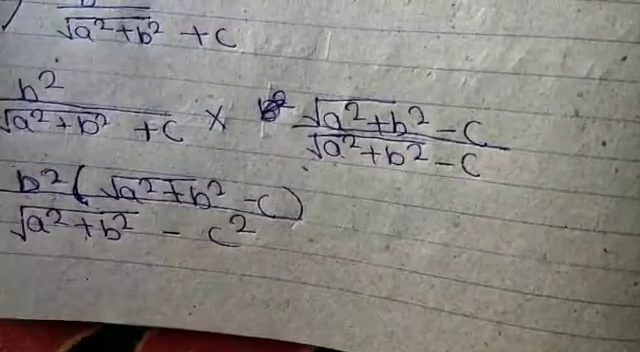 ) b / √a²+b² + c
b² / √a²+b² + c × √a²+b² - c / √a²+b² - c
b² ( √a²+b² - c) / √a²+b² - c²